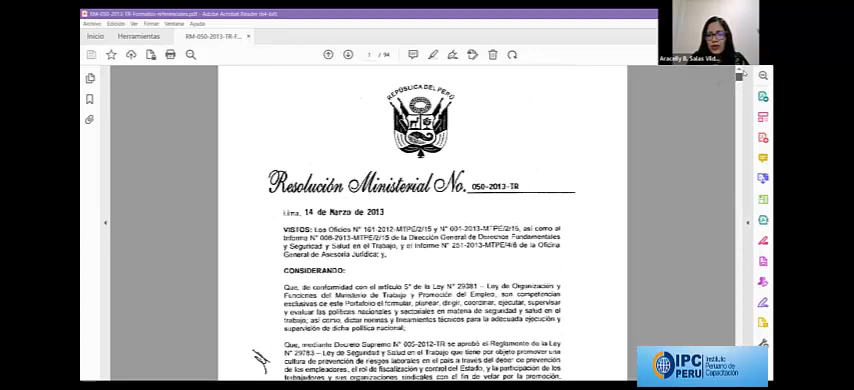 RM-050-2013-TR-Formatos-referenciales.pdf - Adobe Acrobat Reader DC (64-bit)
Archivo Edición Ver Firmar Ventana Ayuda
Inicio Herramientas RM-050-2013-TR-F... ×
1 / 94
Aracelly B. Salas Vild...
REPÚBLICA DEL PERÚ
Resolución Ministerial No. 050-2013-TR
Lima, 14 de Marzo de 2013
VISTOS: Los Oficios N° 161-2012-MTPE/2/15 y N° 601-2013-MTPE/2/15, así como el
Informe N° 008-2013-MTPE/2/15 de la Dirección General de Derechos Fundamentales
y Seguridad y Salud en el Trabajo, y el Informe N° 251-2013-MTPE/4/8 de la Oficina
General de Asesoría Jurídica; y,
CONSIDERANDO:
Que, de conformidad con el artículo 5° de la Ley N° 29381 – Ley de Organización y
Funciones del Ministerio de Trabajo y Promoción del Empleo, son competencias
exclusivas de este Portafolio el formular, planear, dirigir, coordinar, ejecutar, supervisar
y evaluar las políticas nacionales y sectoriales en materia de seguridad y salud en el
trabajo; así como, dictar normas y lineamientos técnicos para la adecuada ejecución y
supervisión de dicha política nacional;
Que, mediante Decreto Supremo N° 005-2012-TR se aprobó el Reglamento de la Ley
N° 29783 – Ley de Seguridad y Salud en el Trabajo que tiene por objeto promover una
cultura de prevención de riesgos laborales en el país a través del deber de prevención
de los empleadores, el rol de fiscalización y control del Estado, y la participación de los
trabajadores y sus organizaciones sindicales con el fin de velar por la promoción,
IPC
PERÚ
Instituto
Peruano de
Capacitación